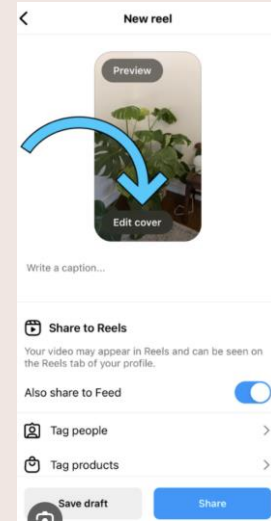 New reel
Preview
Edit cover
Write a caption...
Share to Reels
Your video may appear in Reels and can be seen on
the Reels tab of your profile.
Also share to Feed
Tag people
Tag products
Save draft
Share